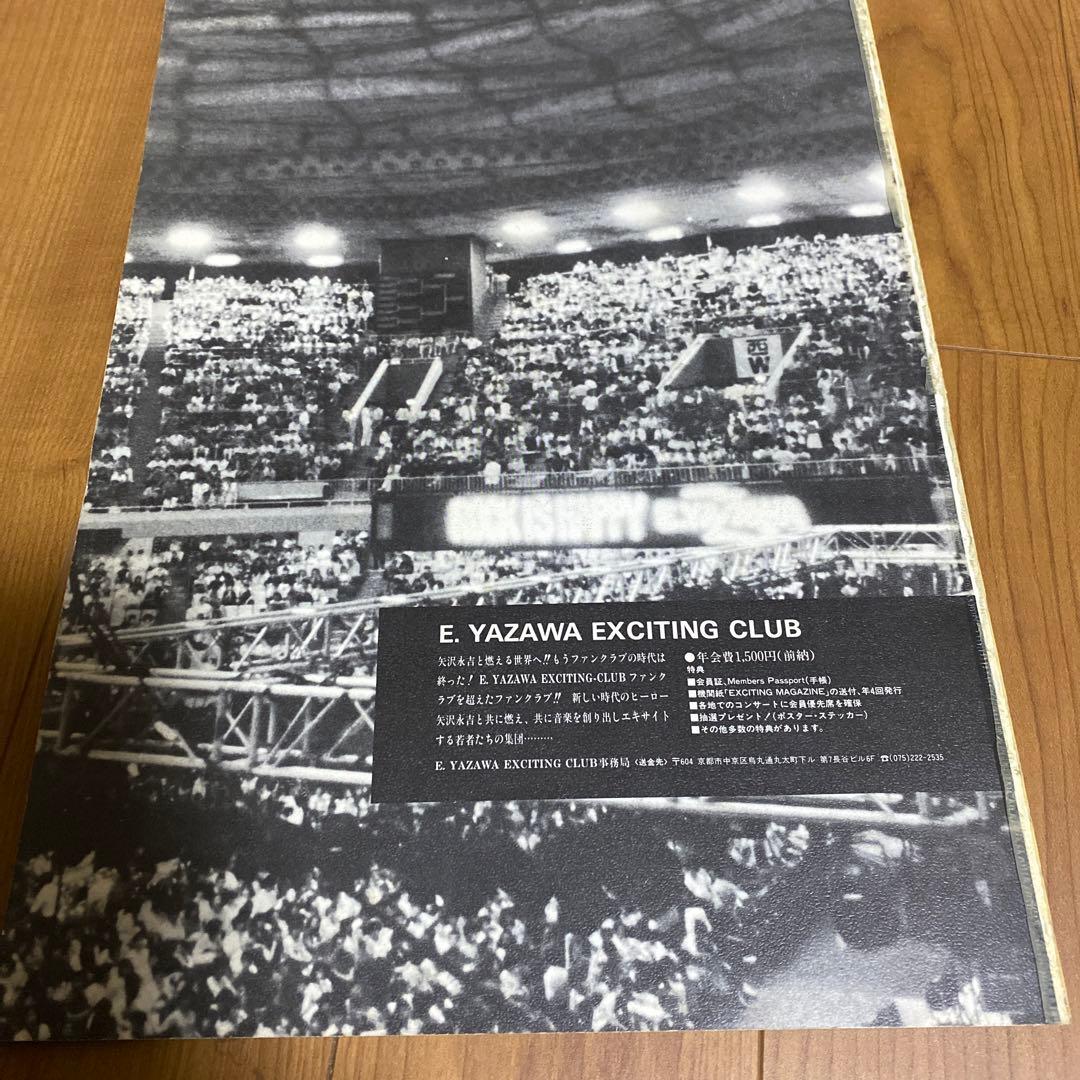 西
W
E. YAZAWA EXCITING CLUB
矢沢永吉と燃える世界へ!!もうファンクラブの時代は
終った! E. YAZAWA EXCITING-CLUB ファンク
ラブを超えたファンクラブ!! 新しい時代のヒーロー
矢沢永吉と共に燃え、共に音楽を創り出しエキサイト
する若者たちの集団………
●年会費1,500円(前納)
特典
■会員証、Members Passport(手帳)
■機関紙「EXCITING MAGAZINE」の送付、年4回発行
■各地でのコンサートに会員優先席を確保
■抽選プレゼント!(ポスター・ステッカー)
■その他多数の特典があります。
E. YAZAWA EXCITING CLUB事務局 〈送金先〉 〒604 京都市中京区烏丸通丸太町下ル 第7長谷ビル6F ☎(075)222-2535